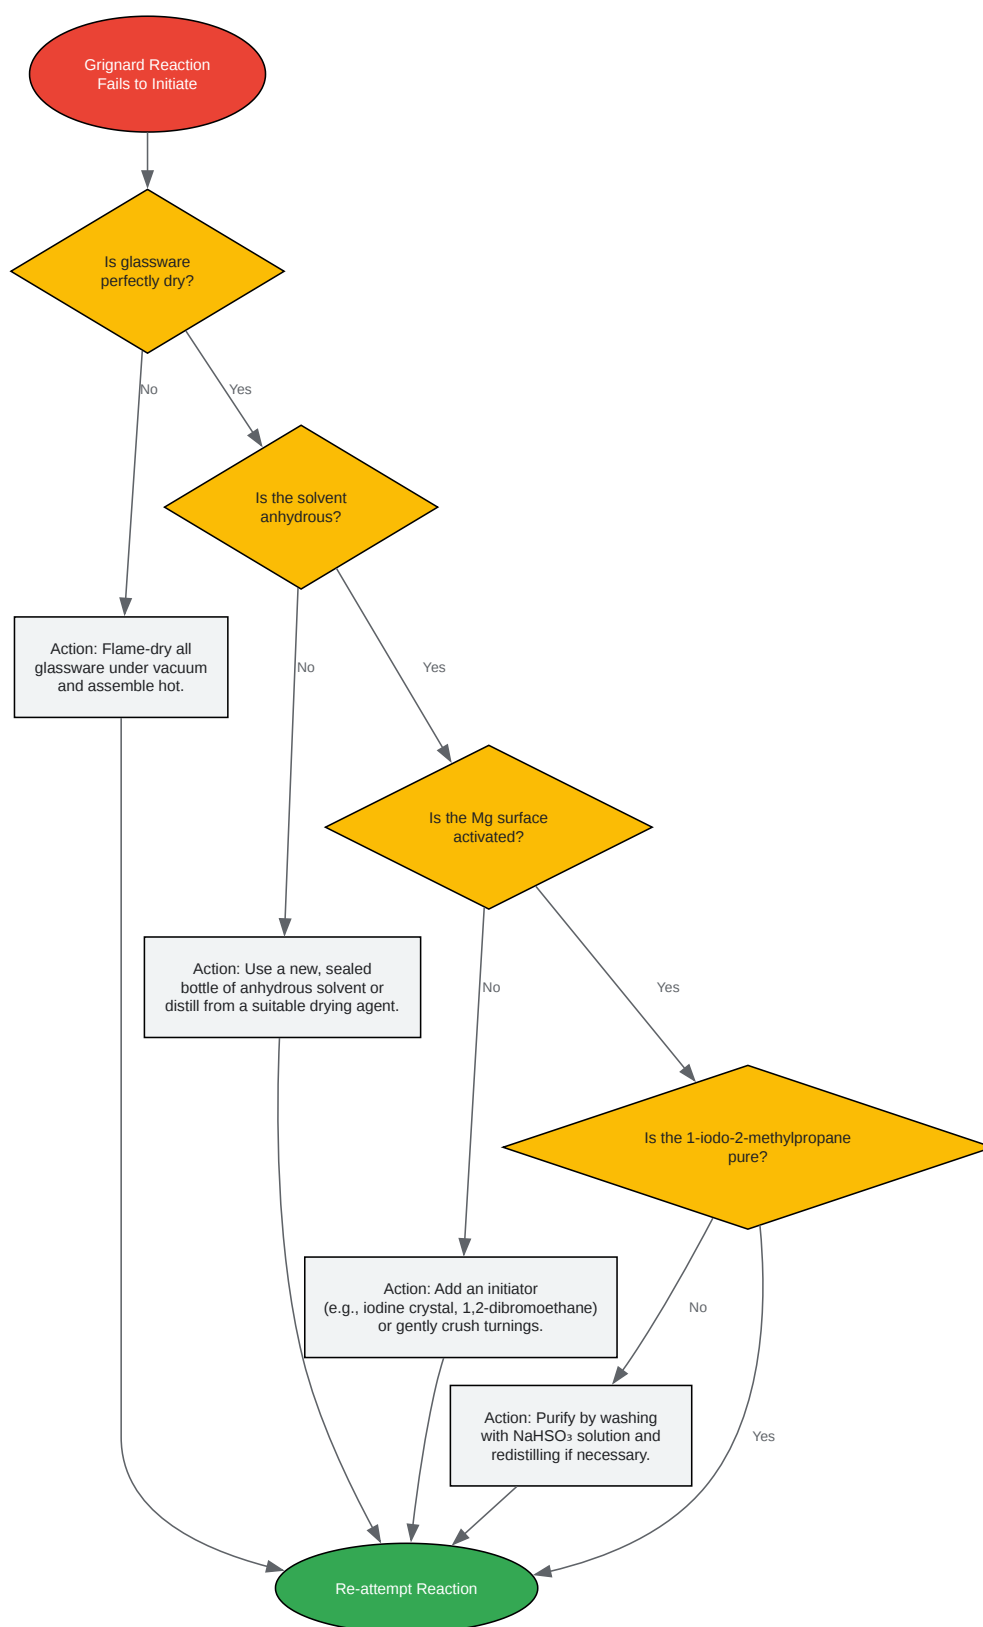 Grignard Reaction
Fails to Initiate
Is glassware
perfectly dry?
No
Yes
Is the solvent
anhydrous?
Action: Flame-dry all
glassware under vacuum
and assemble hot.
No
Yes
Is the Mg surface
activated?
Action: Use a new, sealed
bottle of anhydrous solvent or
distill from a suitable drying agent.
No
Yes
Is the 1-iodo-2-methylpropane
pure?
Action: Add an initiator
(e.g., iodine crystal, 1,2-dibromoethane)
or gently crush turnings.
No
Action: Purify by washing
with NaHSO₃ solution and
redistilling if necessary.
Yes
Re-attempt Reaction